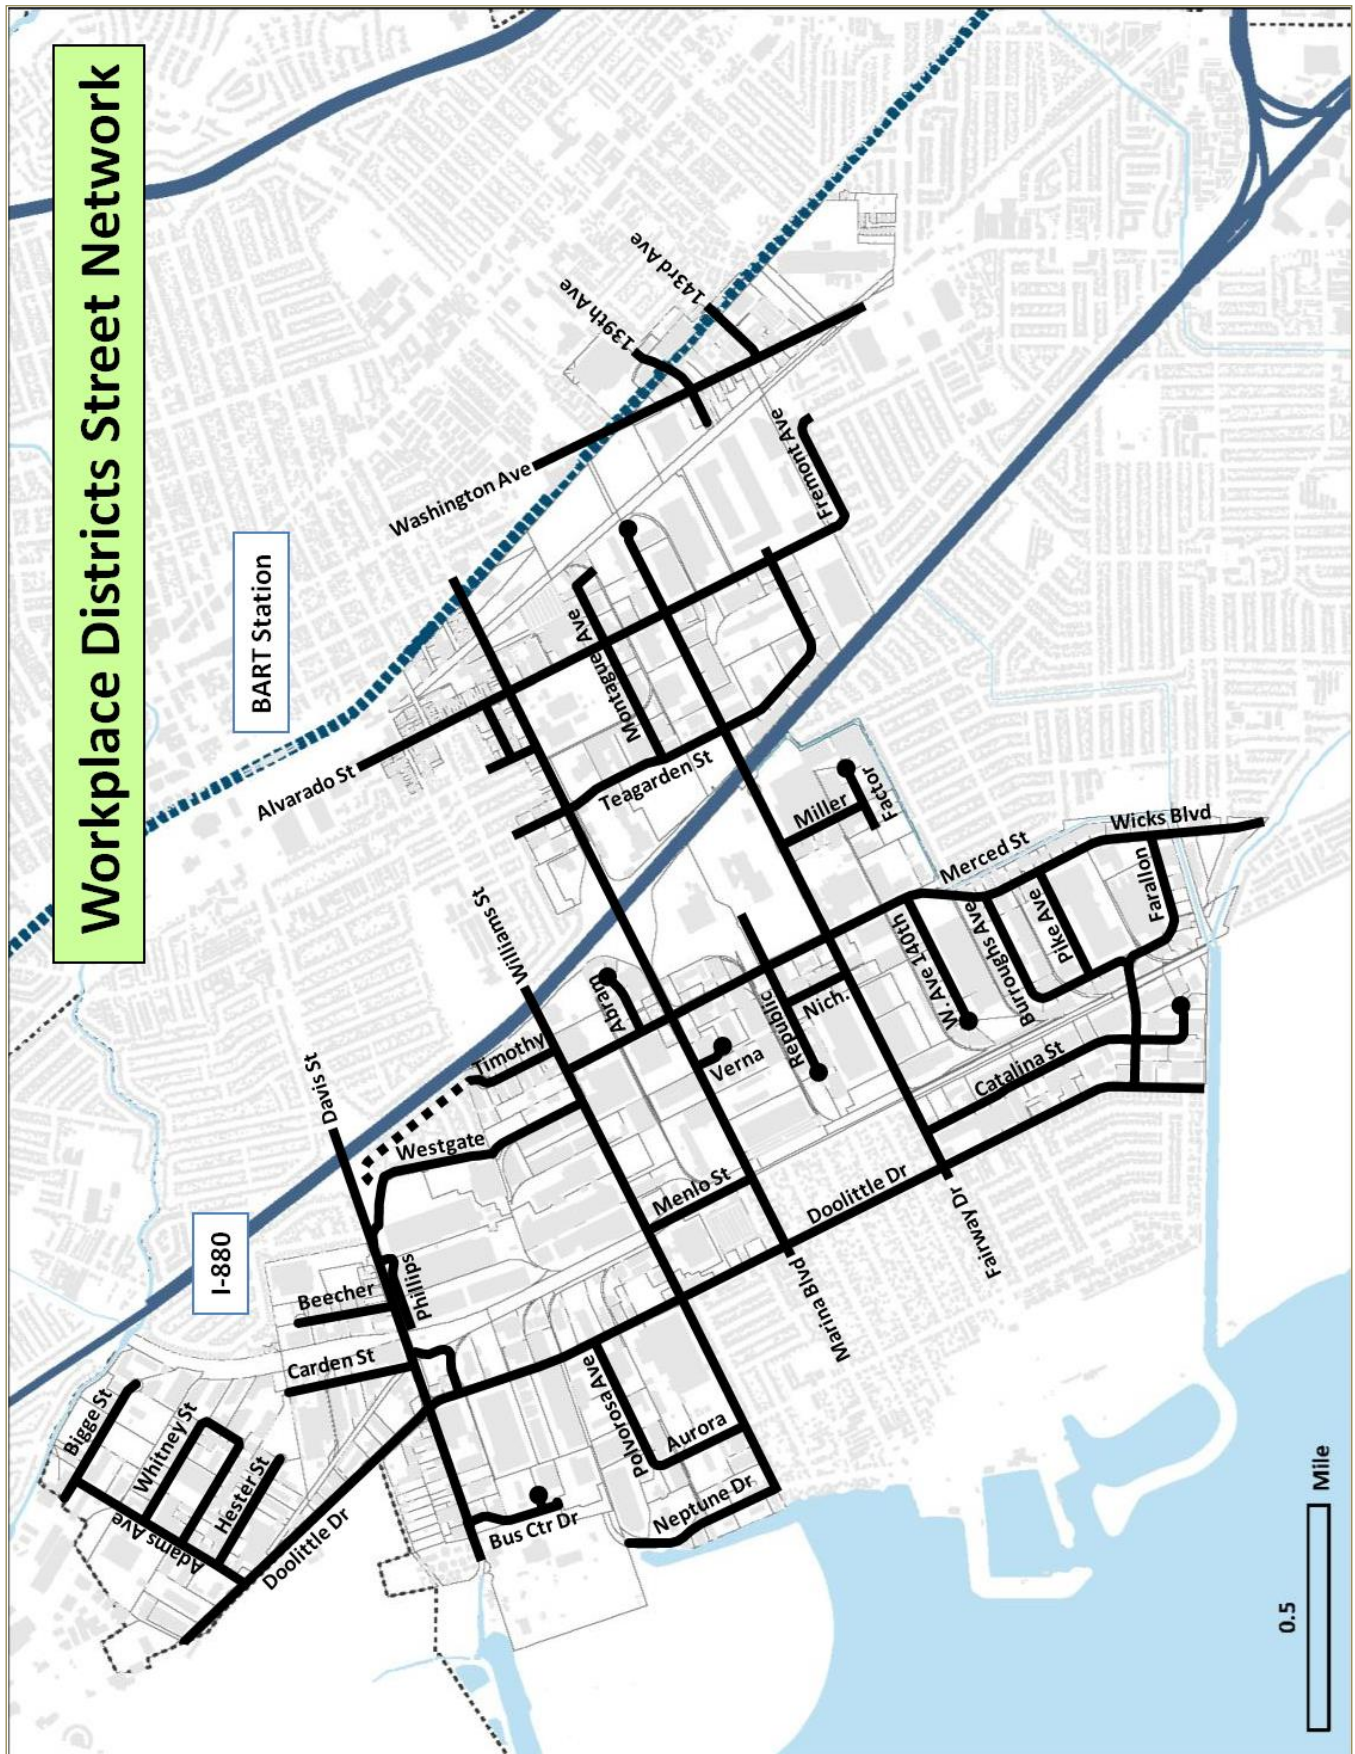 Workplace Districts Street Network
BART Station
I-880
139th Ave
143rd Ave
Washington Ave
Fremont Ave
Alvarado St
Montague Ave
Teagarden St
Williams St
Miller
Factor
Merced St
Wicks Blvd
Farallon
Pike Ave
Burroughs Ave
W. Ave 140th
Abram
Timothy
Republic
Nich.
Verna
Catalina St
Davis St
Westgate
Menlo St
Doolittle Dr
Fairway Dr
Marina Blvd
Beecher
Phillips
Carden St
Bigge St
Whitney St
Hester St
Adams Ave
Doolittle Dr
Polvorosa Ave
Aurora
Neptune Dr
Bus Ctr Dr
0.5
Mile